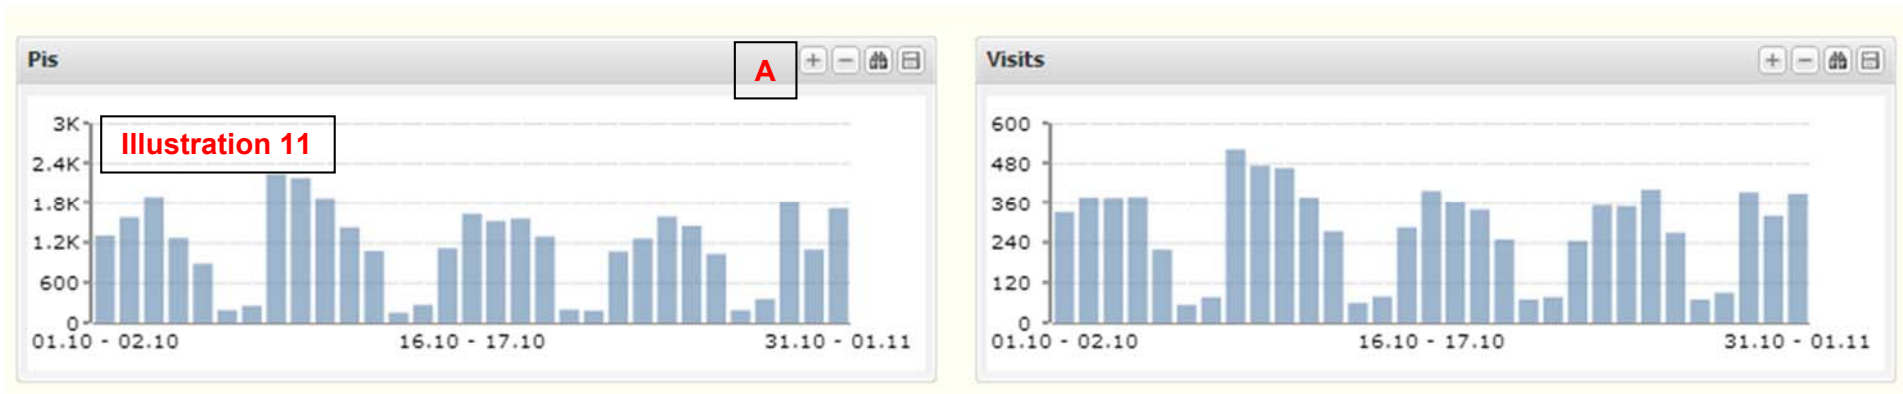 Pis
A
Illustration 11
3K
2.4K
1.8K
1.2K
600
0
01.10 - 02.10
16.10 - 17.10
31.10 - 01.11
Visits
600
480
360
240
120
0
01.10 - 02.10
16.10 - 17.10
31.10 - 01.11